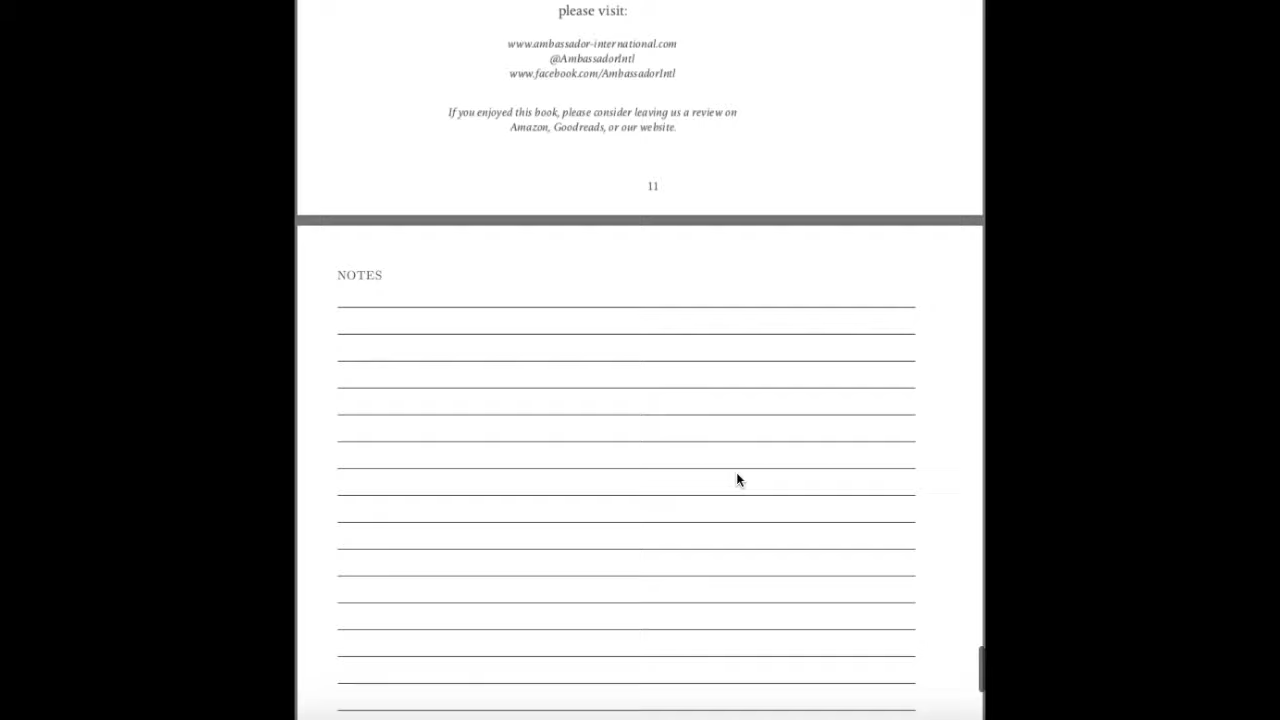 please visit:
www.ambassador-international.com
@AmbassadorIntl
www.facebook.com/AmbassadorIntl
If you enjoyed this book, please consider leaving us a review on
Amazon, Goodreads, or our website.
11
NOTES